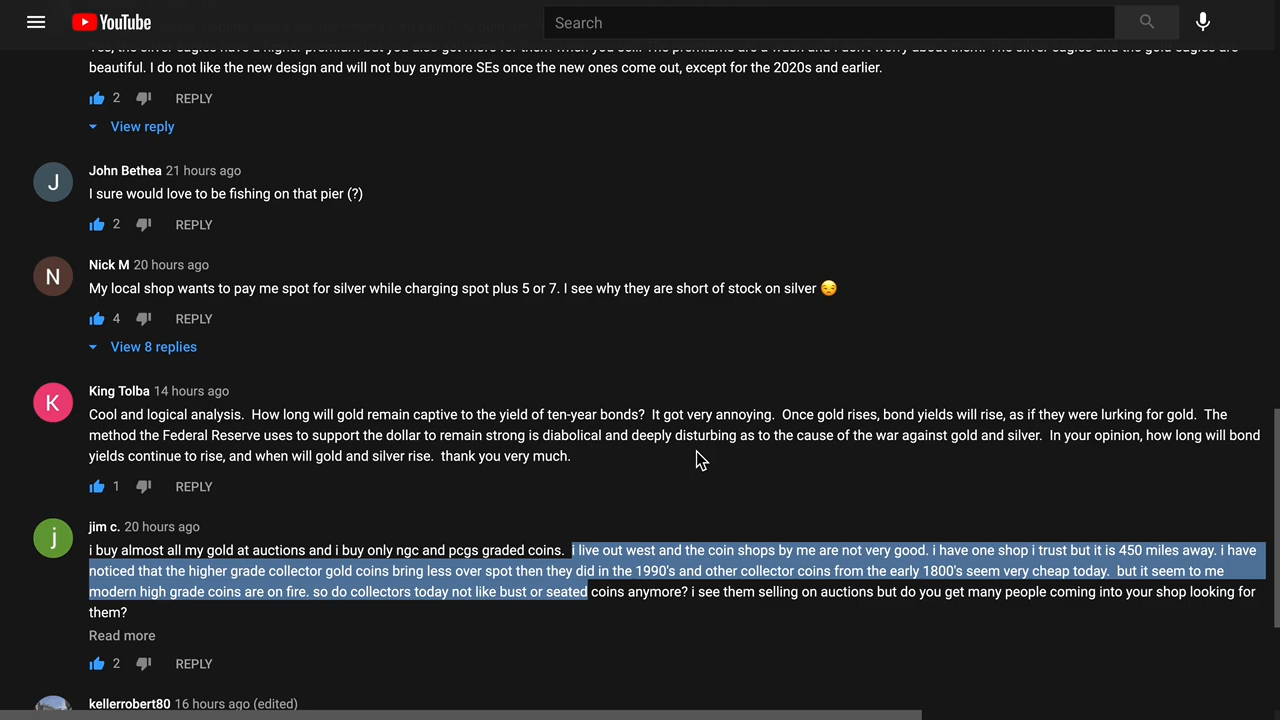 YouTube
Search
beautiful. I do not like the new design and will not buy anymore SEs once the new ones come out, except for the 2020s and earlier.
2 REPLY
View reply
J John Bethea 21 hours ago
I sure would love to be fishing on that pier (?)
2 REPLY
N Nick M 20 hours ago
My local shop wants to pay me spot for silver while charging spot plus 5 or 7. I see why they are short of stock on silver 😒
4 REPLY
View 8 replies
K King Tolba 14 hours ago
Cool and logical analysis. How long will gold remain captive to the yield of ten-year bonds? It got very annoying. Once gold rises, bond yields will rise, as if they were lurking for gold. The
method the Federal Reserve uses to support the dollar to remain strong is diabolical and deeply disturbing as to the cause of the war against gold and silver. In your opinion, how long will bond
yields continue to rise, and when will gold and silver rise. thank you very much.
1 REPLY
j jim c. 20 hours ago
i buy almost all my gold at auctions and i buy only ngc and pcgs graded coins. i live out west and the coin shops by me are not very good. i have one shop i trust but it is 450 miles away. i have
noticed that the higher grade collector gold coins bring less over spot then they did in the 1990's and other collector coins from the early 1800's seem very cheap today. but it seem to me
modern high grade coins are on fire. so do collectors today not like bust or seated coins anymore? i see them selling on auctions but do you get many people coming into your shop looking for
them?
Read more
2 REPLY
kellerrobert80 16 hours ago (edited)